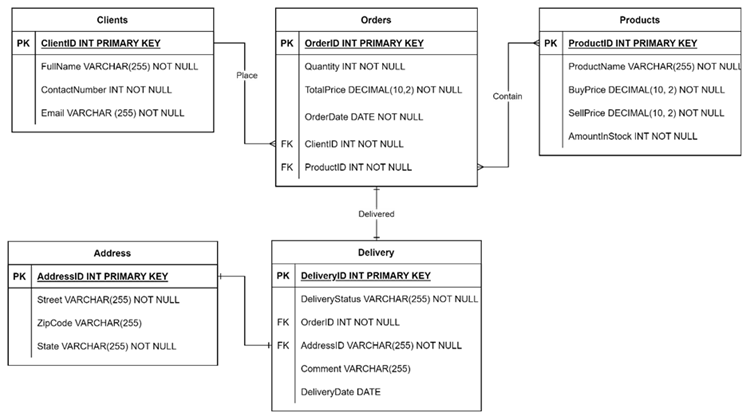 Clients
PK ClientID INT PRIMARY KEY
FullName VARCHAR(255) NOT NULL
ContactNumber INT NOT NULL
Email VARCHAR (255) NOT NULL
Place
Orders
PK OrderID INT PRIMARY KEY
Quantity INT NOT NULL
TotalPrice DECIMAL(10,2) NOT NULL
OrderDate DATE NOT NULL
FK ClientID INT NOT NULL
FK ProductID INT NOT NULL
Contain
Products
PK ProductID INT PRIMARY KEY
ProductName VARCHAR(255) NOT NULL
BuyPrice DECIMAL(10, 2) NOT NULL
SellPrice DECIMAL(10, 2) NOT NULL
AmountInStock INT NOT NULL
Delivered
Address
PK AddressID INT PRIMARY KEY
Street VARCHAR(255) NOT NULL
ZipCode VARCHAR(255)
State VARCHAR(255) NOT NULL
Delivery
PK DeliveryID INT PRIMARY KEY
DeliveryStatus VARCHAR(255) NOT NULL
FK OrderID INT NOT NULL
FK AddressID VARCHAR(255) NOT NULL
Comment VARCHAR(255)
DeliveryDate DATE